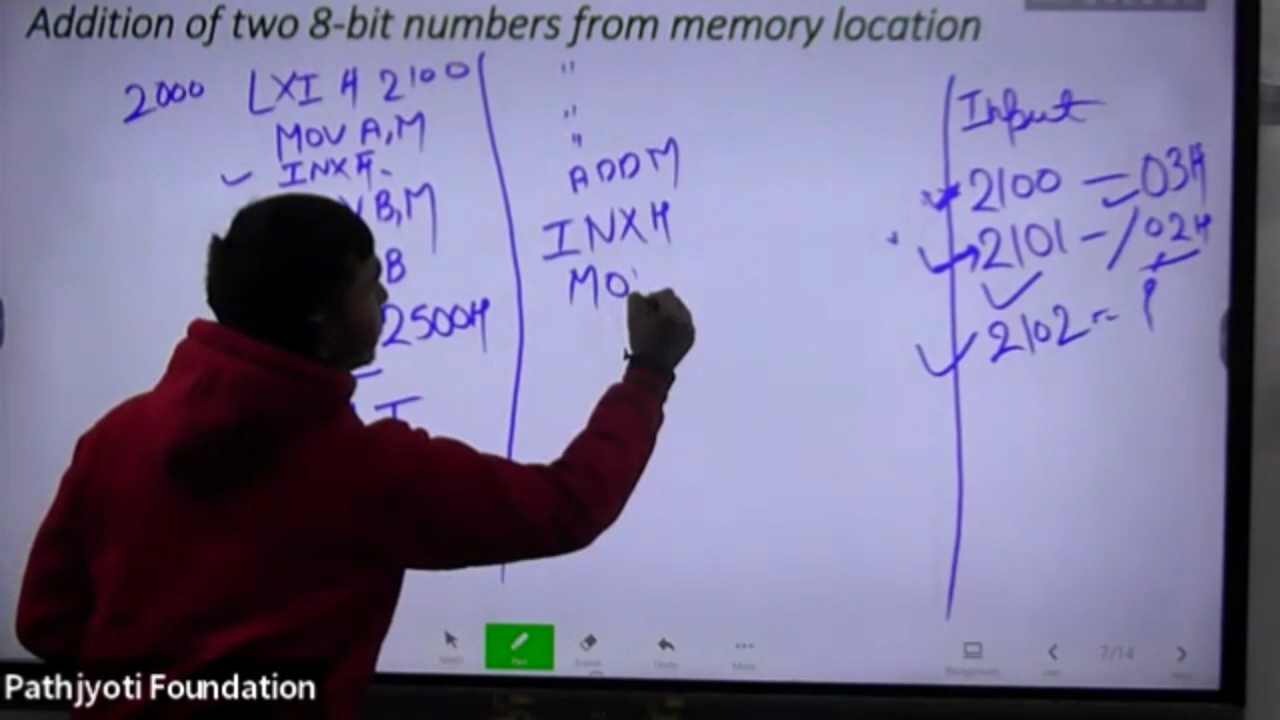 Addition of two 8-bit numbers from memory location
2000 LXI H 2100
MOV A,M
INX H
B,M
B
2500H
"
"
"
ADD M
INX H
MO
Input
2100 = 03H
2101 - 02H
2102 = ?
7/14
Pathjyoti Foundation